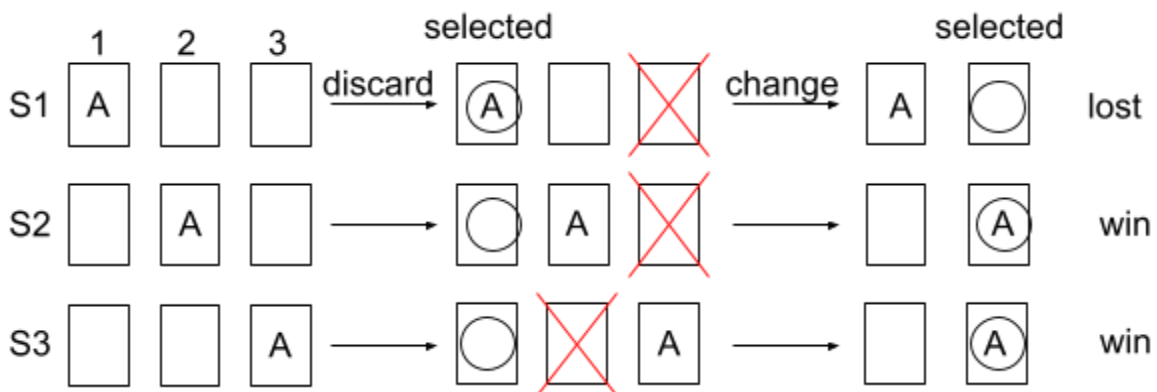 selected selected
1 2 3
S1 A discard A change A lost
S2 A A A win
S3 A A A win